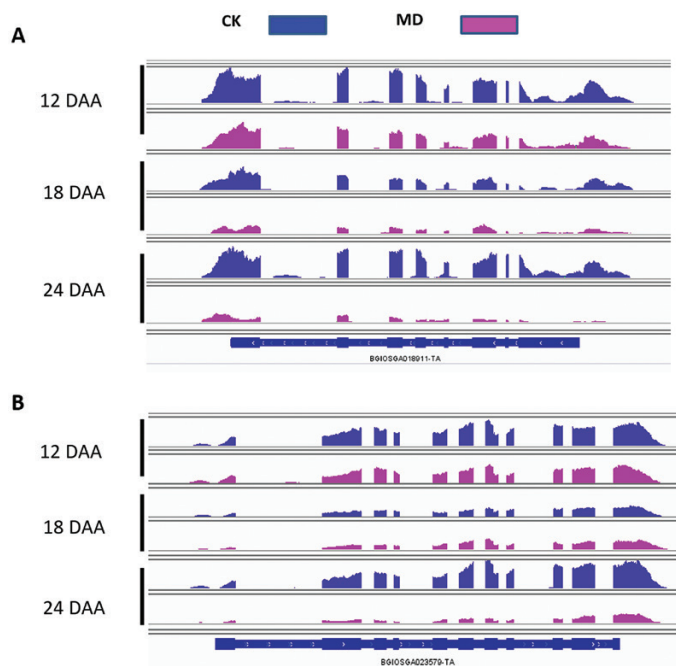 CK MD
A
12 DAA
18 DAA
24 DAA
BGIOSGA018911-TA
B
12 DAA
18 DAA
24 DAA
BGIOSGA023579-TA